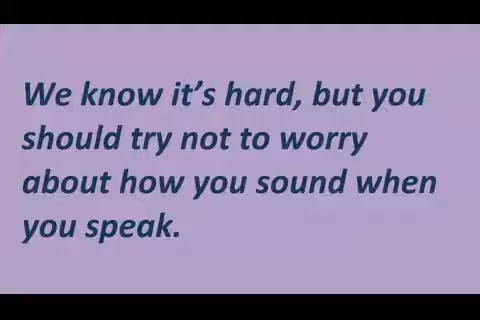 We know it’s hard, but you
should try not to worry
about how you sound when
you speak.